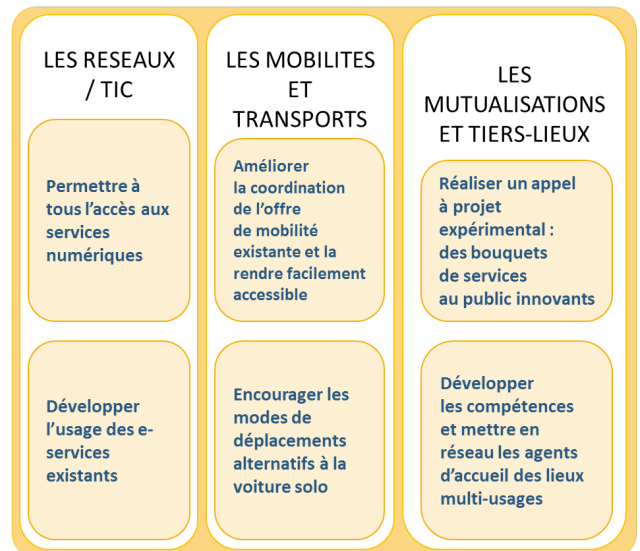 LES RESEAUX
/ TIC
Permettre à
tous l’accès aux
services
numériques
Développer
l’usage des e-
services
existants
LES MOBILITES
ET
TRANSPORTS
Améliorer
la coordination
de l’offre
de mobilité
existante et la
rendre facilement
accessible
Encourager les
modes de
déplacements
alternatifs à la
voiture solo
LES
MUTUALISATIONS
ET TIERS-LIEUX
Réaliser un appel
à projet
expérimental :
des bouquets
de services
au public innovants
Développer
les compétences
et mettre en
réseau les agents
d’accueil des lieux
multi-usages